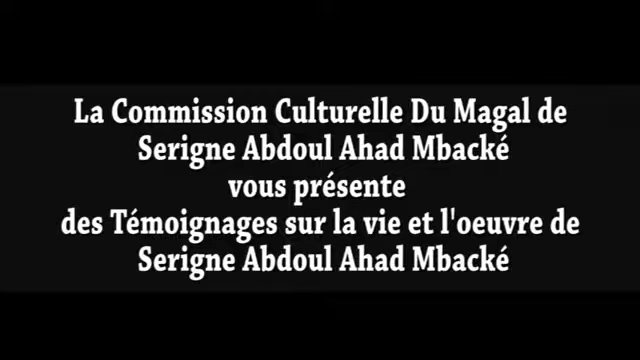 La Commission Culturelle Du Magal de
Serigne Abdoul Ahad Mbacké
vous présente
des Témoignages sur la vie et l'oeuvre de
Serigne Abdoul Ahad Mbacké